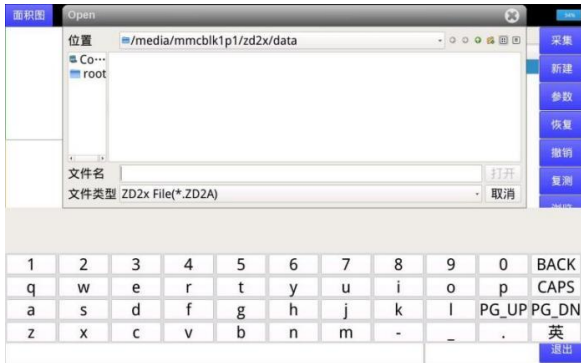 面积图
Open
54%
位置
/media/mmcblk1p1/zd2x/data
采集
Co…
root
新建
参数
恢复
撤销
文件名
打开
复测
文件类型
ZD2x File(*.ZD2A)
取消
1 2 3 4 5 6 7 8 9 0 BACK
q w e r t y u i o p CAPS
a s d f g h j k l PG_UP PG_DN
z x c v b n m - _ . 英
退出